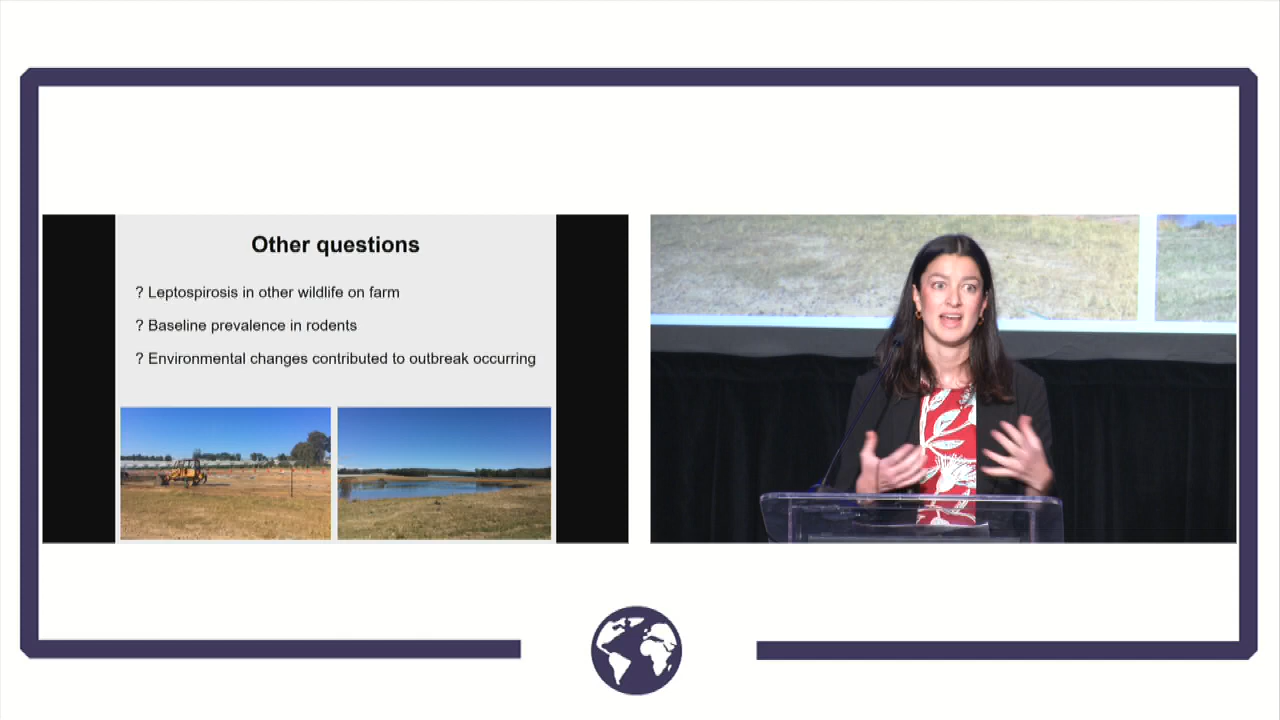 Other questions
? Leptospirosis in other wildlife on farm
? Baseline prevalence in rodents
? Environmental changes contributed to outbreak occurring